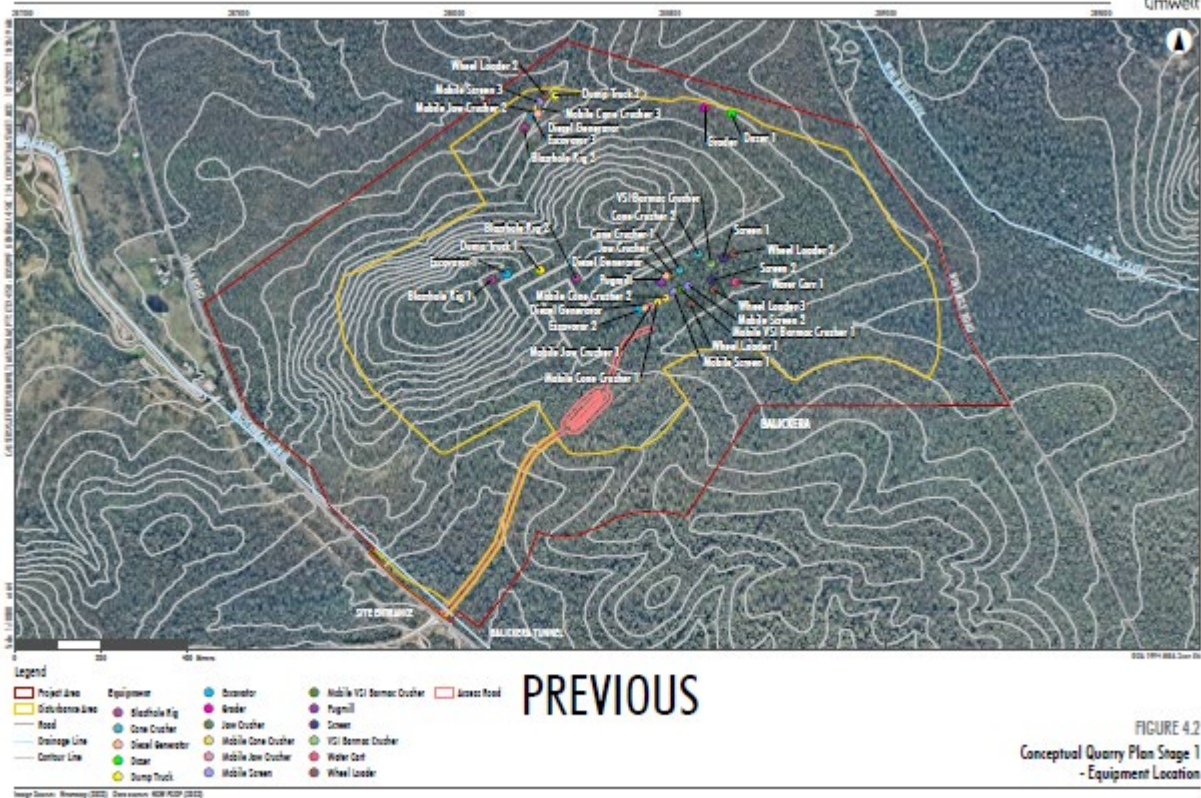 umwelt
Wheel Loader 2
Mobile Screen 3
Dump Truck 2
Mobile Jaw Crusher 2
Mobile Cone Crusher 3
Diesel Generator
Excavator 3
Blasthole Rig 3
Grader
Dozer 1
VSI Barmac Crusher
Cone Crusher 2
Blasthole Rig 2
Cone Crusher 1
Screen 1
Dump Truck 1
Jaw Crusher
Wheel Loader 2
Excavator 1
Diesel Generator
Screen 2
Pugmill
Water Cart 1
Blasthole Rig 1
Mobile Cone Crusher 2
Diesel Generator
Wheel Loader 3
Mobile Screen 2
Excavator 2
Mobile VSI Barmac Crusher 1
Wheel Loader 1
Mobile Jaw Crusher 1
Mobile Screen 1
Mobile Cone Crusher 1
BALICKERA
SITE ENTRANCE
BALICKERA TUNNEL
Legend
Project Area
Disturbance Area
Road
Drainage Line
Contour Line
Equipment
Blasthole Rig
Cone Crusher
Diesel Generator
Dozer
Dump Truck
Excavator
Grader
Jaw Crusher
Mobile Cone Crusher
Mobile Jaw Crusher
Mobile Screen
Mobile VSI Barmac Crusher
Pugmill
Screen
VSI Barmac Crusher
Water Cart
Wheel Loader
Access Road
PREVIOUS
FIGURE 4.2
Conceptual Quarry Plan Stage 1
- Equipment Location